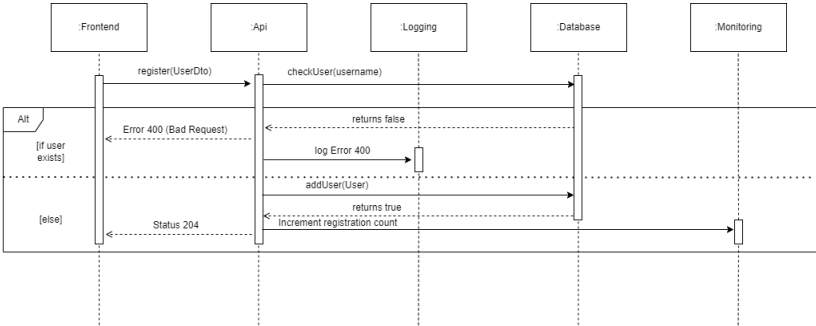 :Frontend
:Api
:Logging
:Database
:Monitoring
register(UserDto)
checkUser(username)
Alt
returns false
Error 400 (Bad Request)
[if user
exists]
log Error 400
addUser(User)
returns true
[else]
Status 204
Increment registration count